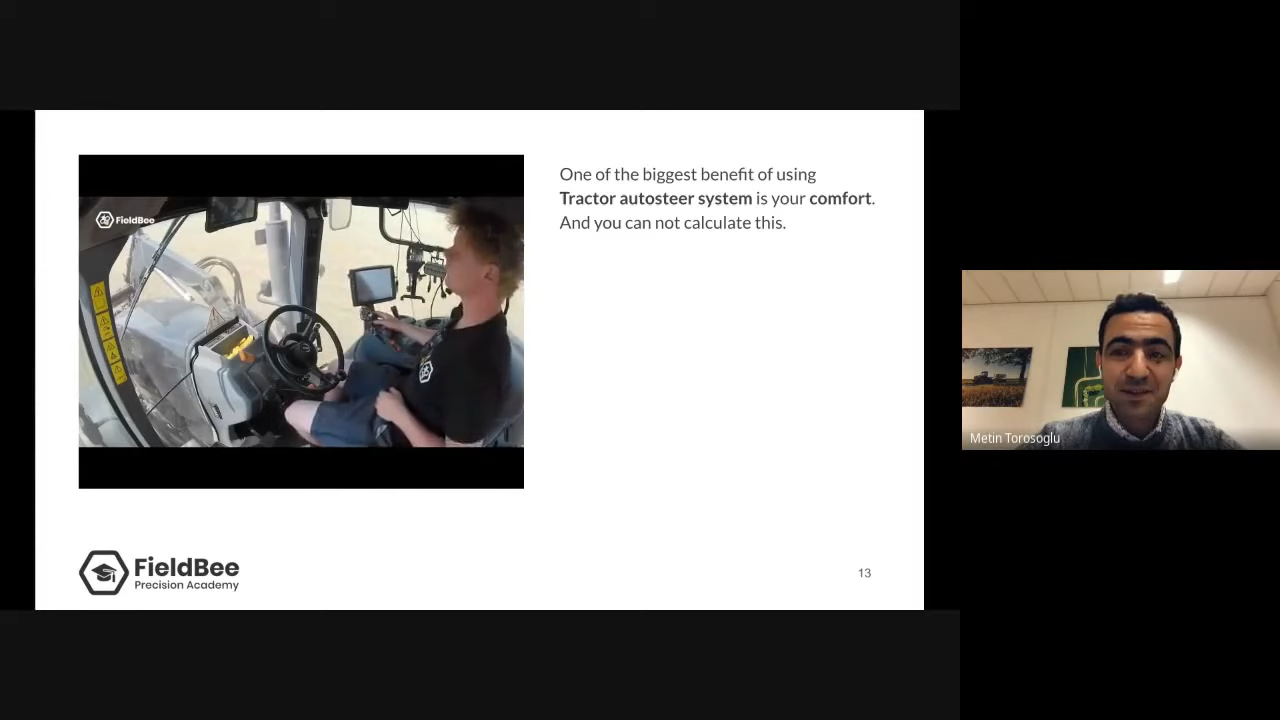 FieldBee
One of the biggest benefit of using
Tractor autosteer system is your comfort.
And you can not calculate this.
Metin Torosoglu
FieldBee
Precision Academy
13